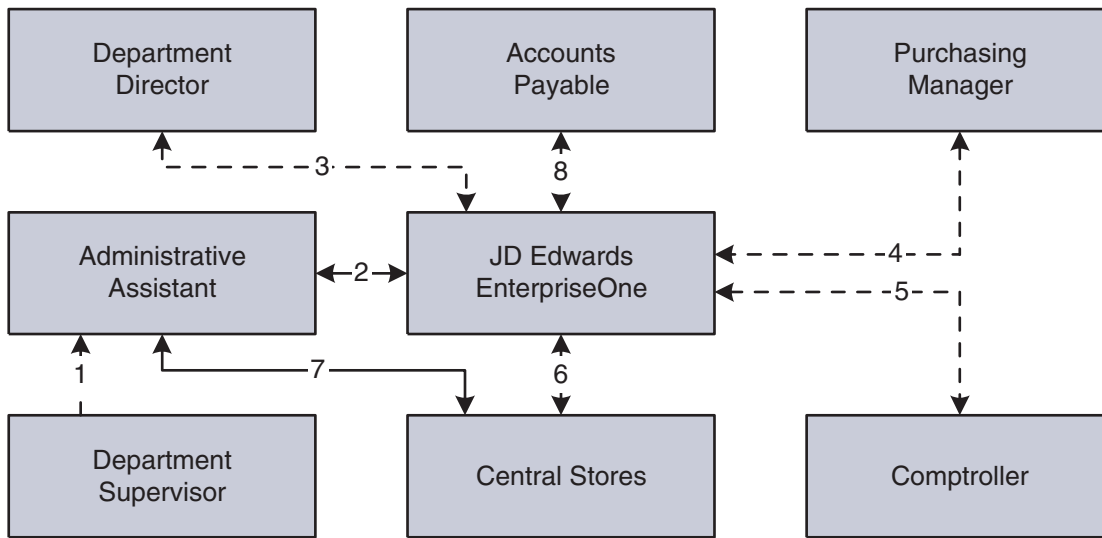 Department
Director
Accounts
Payable
Purchasing
Manager
3
8
Administrative
Assistant
2
JD Edwards
EnterpriseOne
4
5
1
7
6
Department
Supervisor
Central Stores
Comptroller